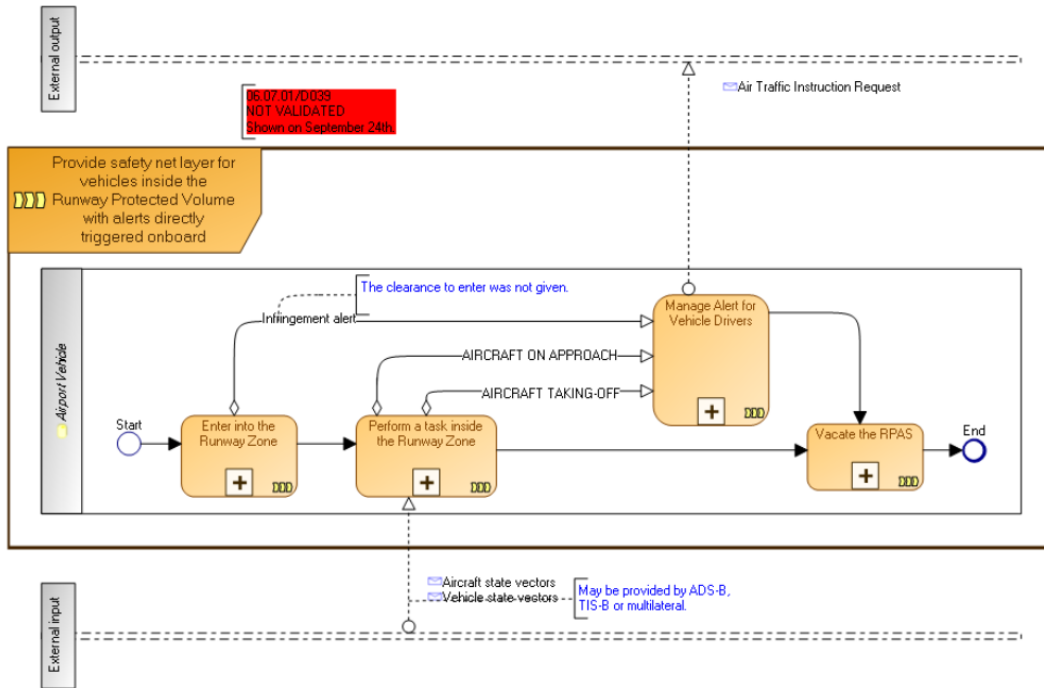 External output
Air Traffic Instruction Request
06.07.01/D039
NOT VALIDATED
Shown on September 24th.
Provide safety net layer for
vehicles inside the
Runway Protected Volume
with alerts directly
triggered onboard
Airport Vehicle
The clearance to enter was not given.
Infringement alert
Manage Alert for
Vehicle Drivers
AIRCRAFT ON APPROACH
AIRCRAFT TAKING-OFF
Start
Enter into the
Runway Zone
Perform a task inside
the Runway Zone
Vacate the RPAS
End
Aircraft state vectors
Vehicle state vectors
May be provided by ADS-B,
TIS-B or multilateral.
External input